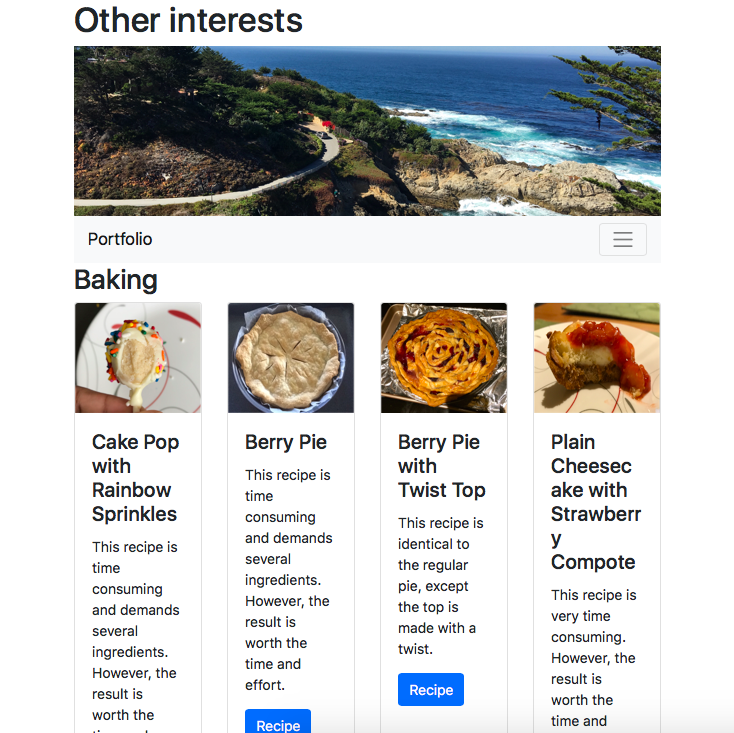 Other interests
Portfolio
Baking
Cake Pop
with
Rainbow
Sprinkles
This recipe is
time
consuming
and demands
several
ingredients.
However, the
result is
worth the
Berry Pie
This recipe is
time
consuming
and demands
several
ingredients.
However, the
result is
worth the
time and
effort.
Recipe
Berry Pie
with
Twist Top
This recipe is
identical to
the regular
pie, except
the top is
made with a
twist.
Recipe
Plain
Cheesec
ake with
Strawberr
y
Compote
This recipe is
very time
consuming.
However, the
result is
worth the
time and